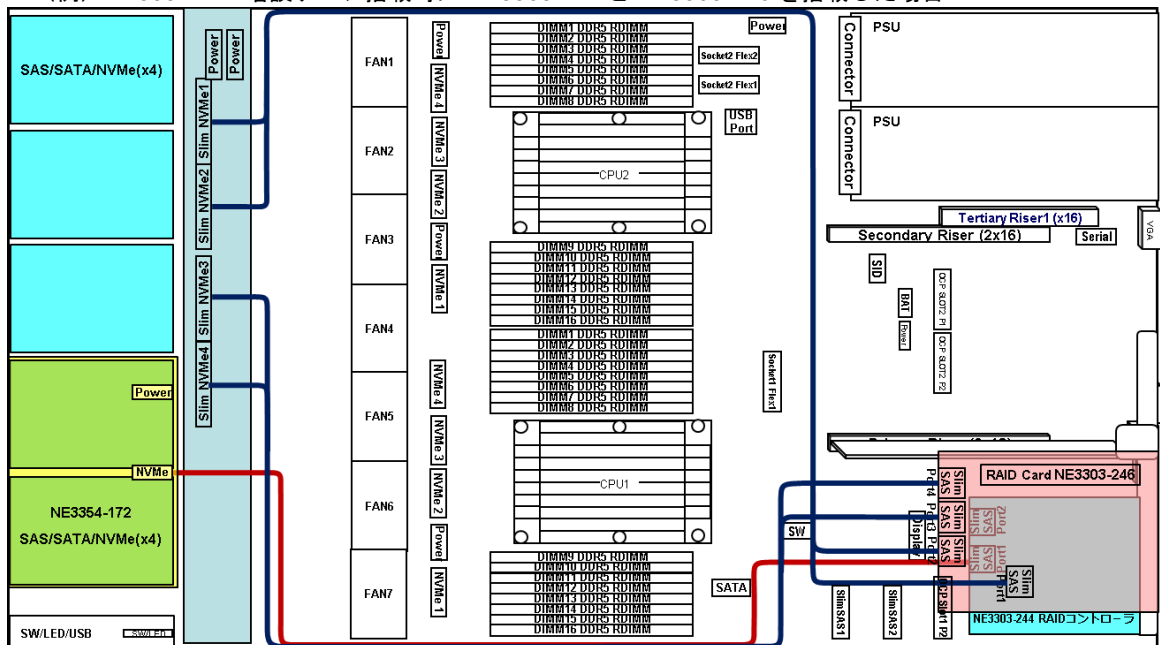 SAS/SATA/NVMe(x4)
Power
Power
Slim NVMe1
Slim NVMe2
Slim NVMe3
Slim NVMe4
Power
NVMe
NE3354-172
SAS/SATA/NVMe(x4)
SW/LED/USB
SW/LED
FAN1
FAN2
FAN3
FAN4
FAN5
FAN6
FAN7
Power
NVMe 4
NVMe 3
NVMe 2
Power
NVMe 1
NVMe 4
NVMe 3
NVMe 2
Power
NVMe 1
DIMM1 DDR5 RDIMM
DIMM2 DDR5 RDIMM
DIMM3 DDR5 RDIMM
DIMM4 DDR5 RDIMM
DIMM5 DDR5 RDIMM
DIMM6 DDR5 RDIMM
DIMM7 DDR5 RDIMM
DIMM8 DDR5 RDIMM
CPU2
DIMM9 DDR5 RDIMM
DIMM10 DDR5 RDIMM
DIMM11 DDR5 RDIMM
DIMM12 DDR5 RDIMM
DIMM13 DDR5 RDIMM
DIMM14 DDR5 RDIMM
DIMM15 DDR5 RDIMM
DIMM16 DDR5 RDIMM
DIMM1 DDR5 RDIMM
DIMM2 DDR5 RDIMM
DIMM3 DDR5 RDIMM
DIMM4 DDR5 RDIMM
DIMM5 DDR5 RDIMM
DIMM6 DDR5 RDIMM
DIMM7 DDR5 RDIMM
DIMM8 DDR5 RDIMM
CPU1
DIMM9 DDR5 RDIMM
DIMM10 DDR5 RDIMM
DIMM11 DDR5 RDIMM
DIMM12 DDR5 RDIMM
DIMM13 DDR5 RDIMM
DIMM14 DDR5 RDIMM
DIMM15 DDR5 RDIMM
DIMM16 DDR5 RDIMM
Power
Socket2 Flex2
Socket2 Flex1
USB
Port
Socket1 Flex1
SW
SATA
Connector
PSU
Connector
PSU
Tertiary Riser1 (x16)
Secondary Riser (2x16)
Serial
VGA
SID
BAT
Power
OCP SLOT2 P1
OCP SLOT2 P2
RAID Card NE3303-246
Slim
SAS
Port4
Slim
SAS
Port3
Slim
SAS
Port2
Slim
SAS
Port2
Slim
SAS
Port1
Slim
SAS
Port1
Display
SlimSAS1
SlimSAS2
OCP Slot1 P2
NE3303-244 RAIDコントローラ